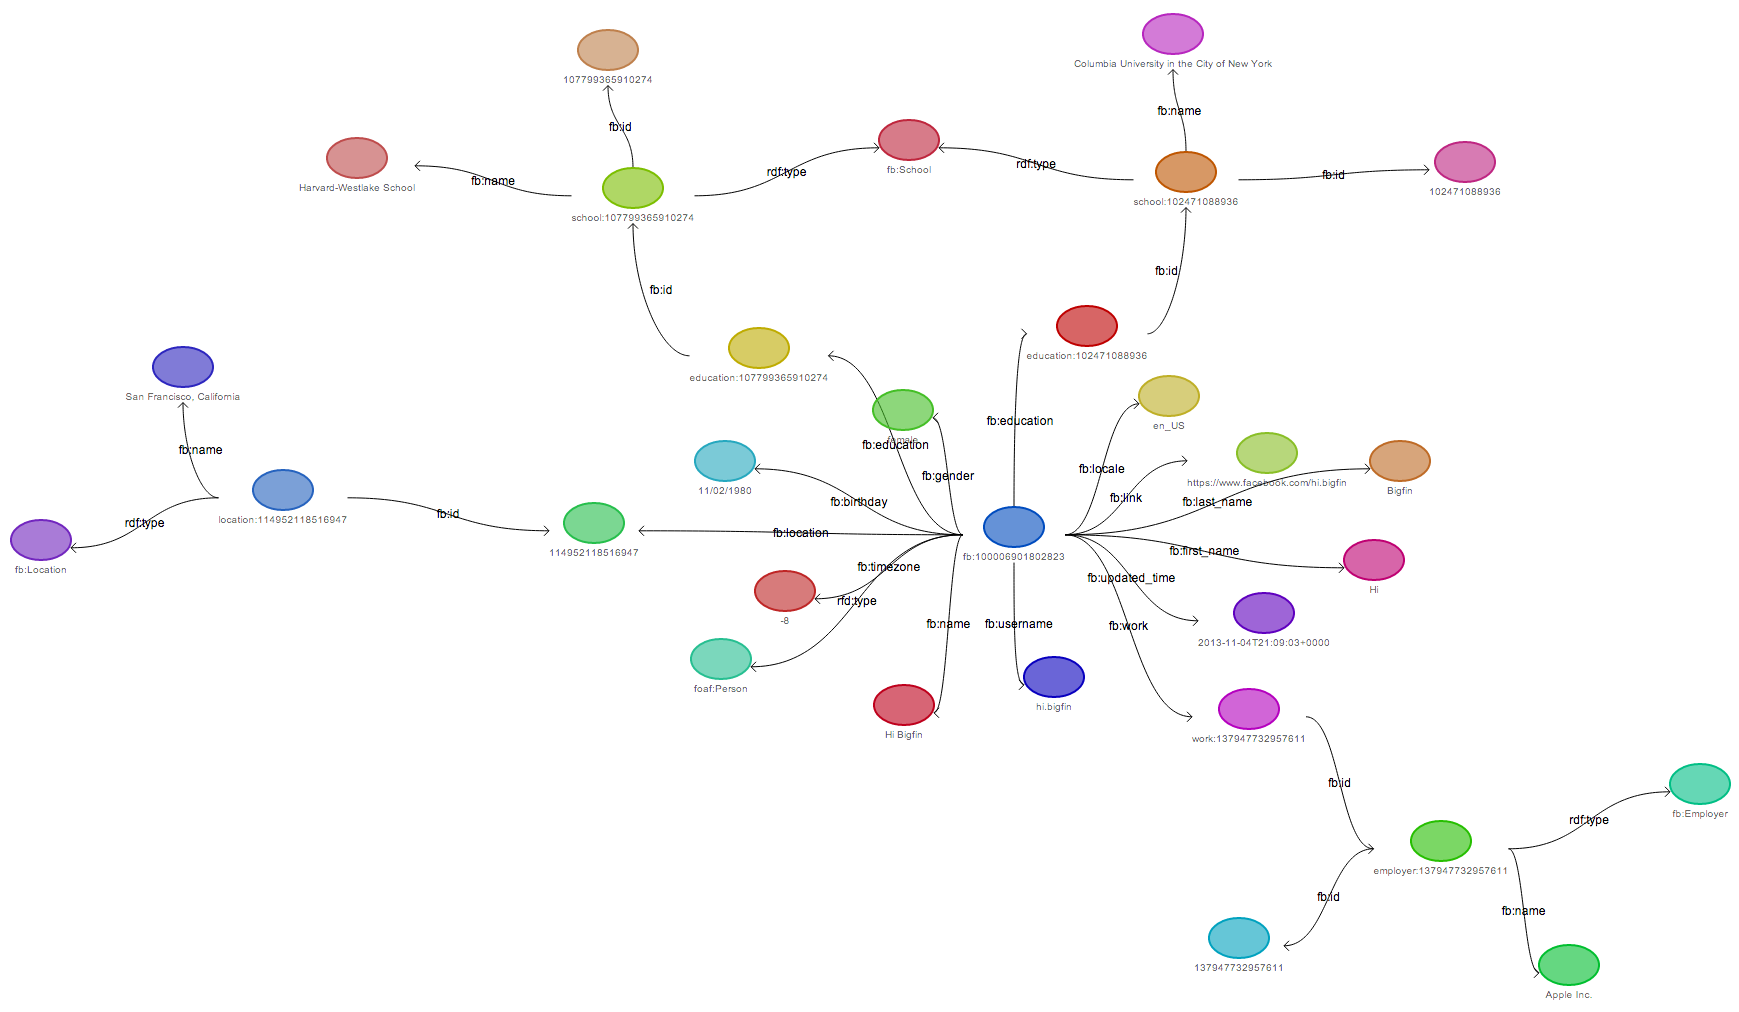 Columbia University in the City of New York
107799365910274
fb:name
fb:id
Harvard-Westlake School
fb:name
rdf:type
fb:School
rdf:type
fb:id
102471088936
school:107799365910274
school:102471088936
fb:id
fb:id
education:107799365910274
education:102471088936
San Francisco, California
fb:name
female
fb:education
fb:education
en_US
fb:locale
fb:gender
11/02/1980
fb:birthday
https://www.facebook.com/hi.bigfin
Bigfin
fb:link
fb:last_name
location:114952118516947
fb:id
rdf:type
fb:Location
114952118516947
fb:location
fb:100006901802823
fb:first_name
Hi
fb:timezone
fb:updated_time
-8
rfd:type
fb:name
fb:username
fb:work
2013-11-04T21:09:03+0000
foaf:Person
Hi Bigfin
hi.bigfin
work:137947732957611
fb:id
rdf:type
fb:Employer
employer:137947732957611
fb:id
fb:name
137947732957611
Apple Inc.